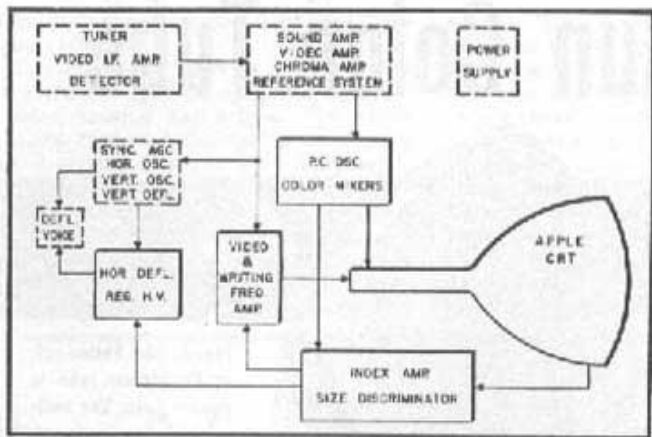 TUNER
VIDEO I.F. AMP.
DETECTOR
SOUND AMP.
VIDEO AMP.
CHROMA AMP
REFERENCE SYSTEM
POWER
SUPPLY
SYNC. AGC
HOR. OSC.
VERT. OSC.
VERT DEFL.
P.C. OSC.
COLOR MIXERS
DEFL.
YOKE
HOR. DEFL.
REG. H.V.
VIDEO
&
WRITING
FREQ
AMP.
APPLE
CRT
INDEX AMP.
SIZE DISCRIMINATOR